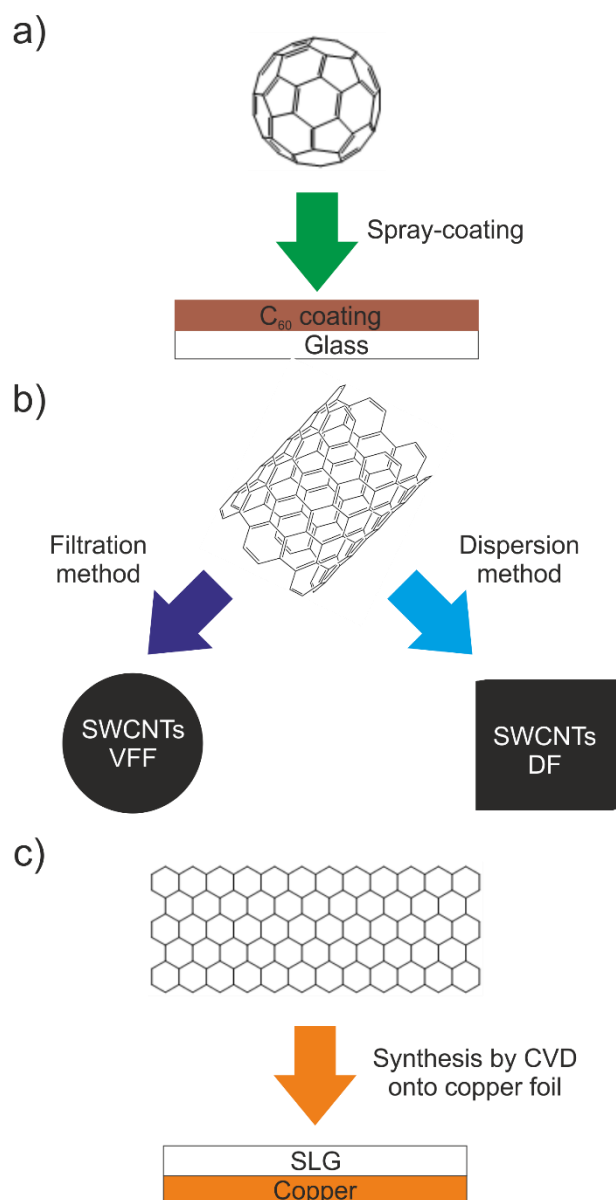 a)
Spray-coating
C₆₀ coating
Glass
b)
Filtration
method
Dispersion
method
SWCNTs
VFF
SWCNTs
DF
c)
Synthesis by CVD
onto copper foil
SLG
Copper